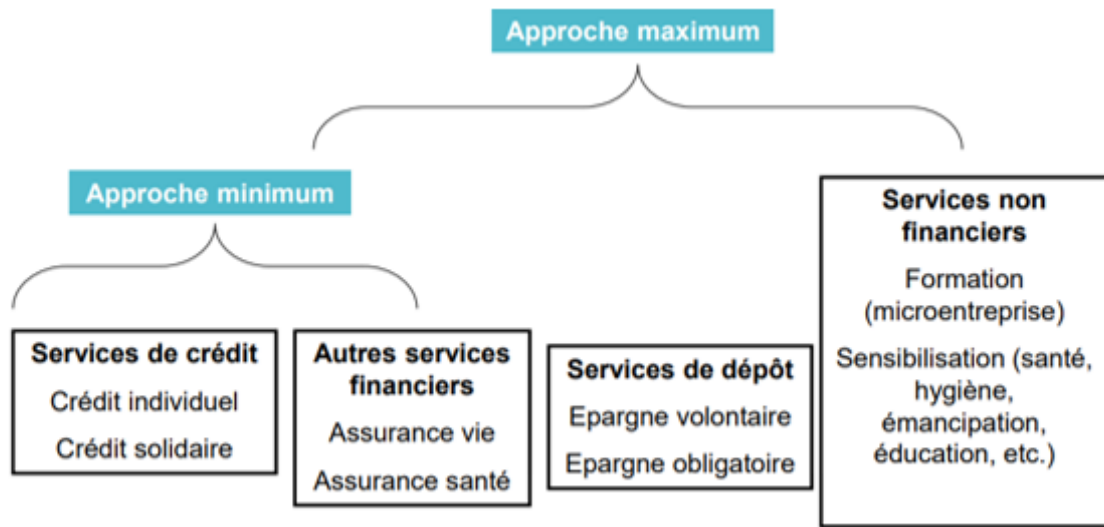 Approche maximum
Approche minimum
Services de crédit
Crédit individuel
Crédit solidaire
Autres services
financiers
Assurance vie
Assurance santé
Services de dépôt
Epargne volontaire
Epargne obligatoire
Services non
financiers
Formation
(microentreprise)
Sensibilisation (santé,
hygiène,
émancipation,
éducation, etc.)